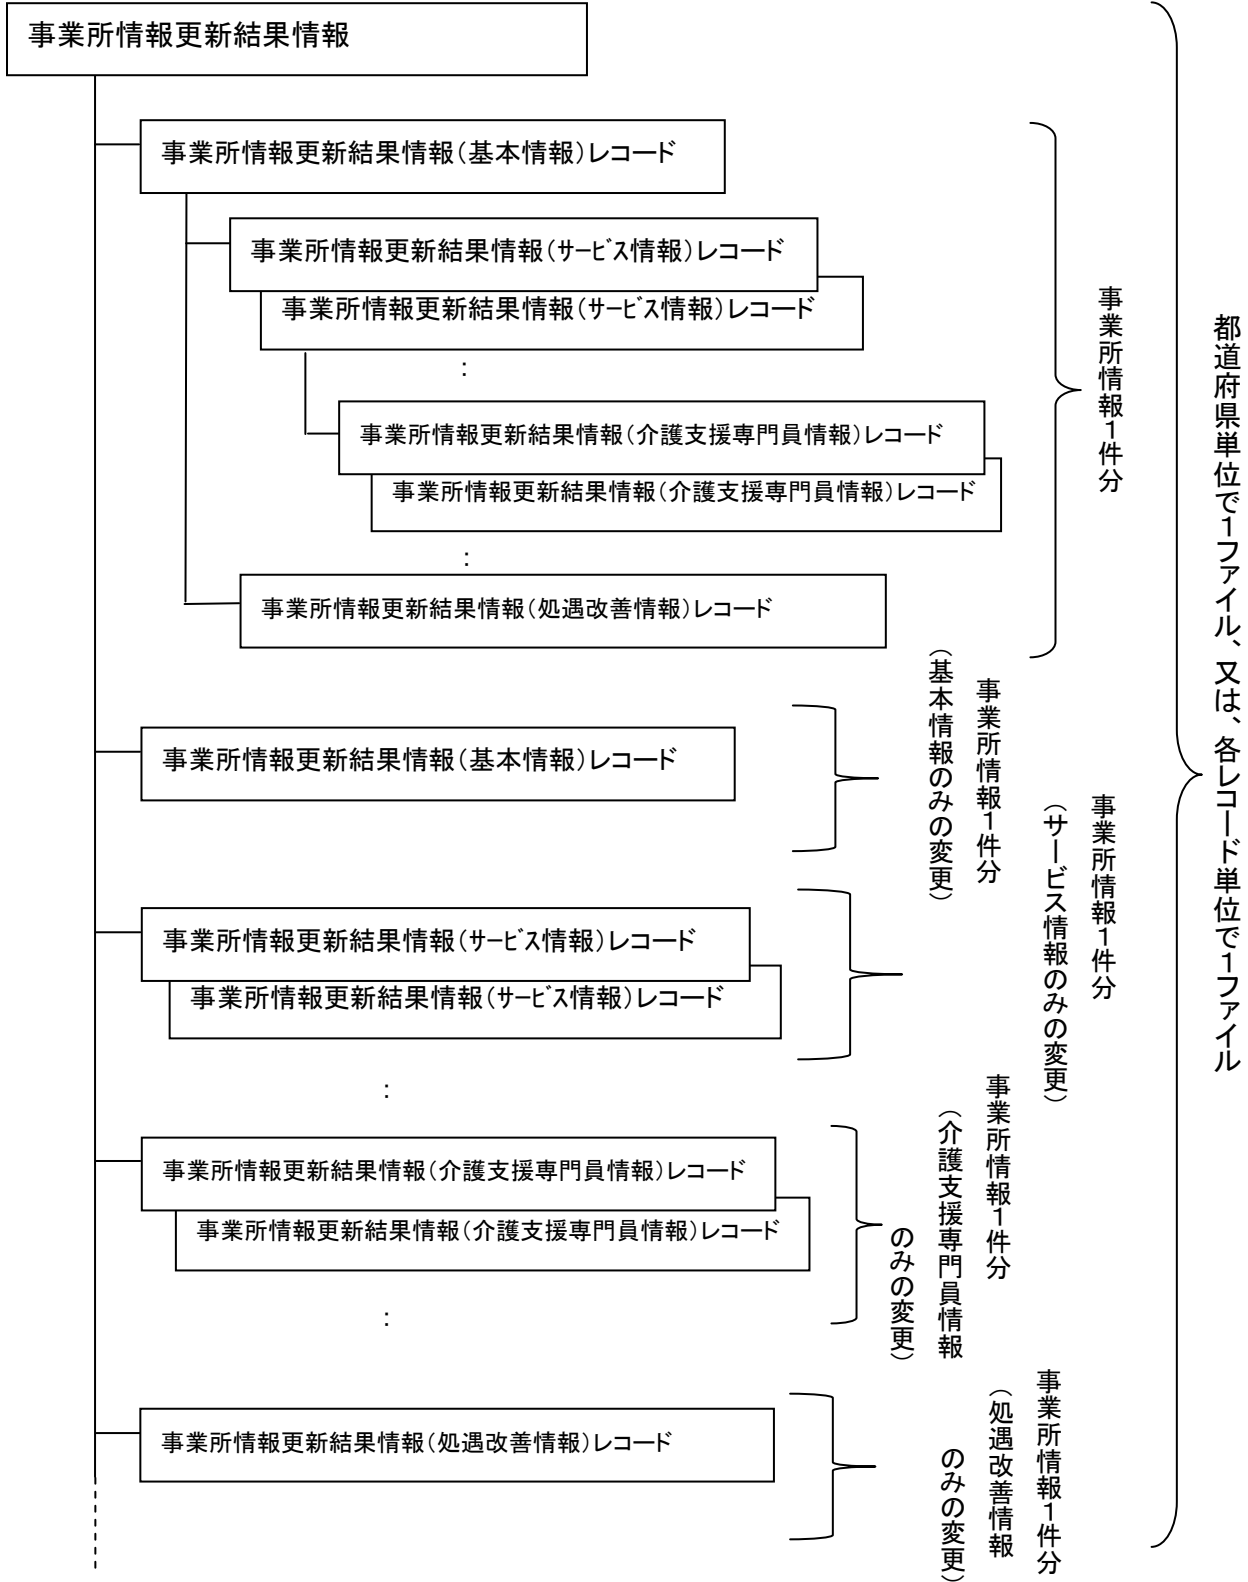 事業所情報更新結果情報
事業所情報更新結果情報（基本情報）レコード
事業所情報更新結果情報（ｻｰﾋﾞｽ情報）レコード
事業所情報更新結果情報（ｻｰﾋﾞｽ情報）レコード
：
事業所情報更新結果情報（介護支援専門員情報）レコード
事業所情報更新結果情報（介護支援専門員情報）レコード
：
事業所情報更新結果情報（処遇改善情報）レコード
事業所情報１件分
事業所情報更新結果情報（基本情報）レコード
事業所情報１件分
（基本情報のみの変更）
事業所情報更新結果情報（ｻｰﾋﾞｽ情報）レコード
事業所情報更新結果情報（ｻｰﾋﾞｽ情報）レコード
：
事業所情報１件分
（サービス情報のみの変更）
事業所情報更新結果情報（介護支援専門員情報）レコード
事業所情報更新結果情報（介護支援専門員情報）レコード
：
事業所情報１件分
（介護支援専門員情報
のみの変更）
事業所情報更新結果情報（処遇改善情報）レコード
事業所情報１件分
（処遇改善情報
のみの変更）
都道府県単位で１ファイル、又は、各レコード単位で１ファイル